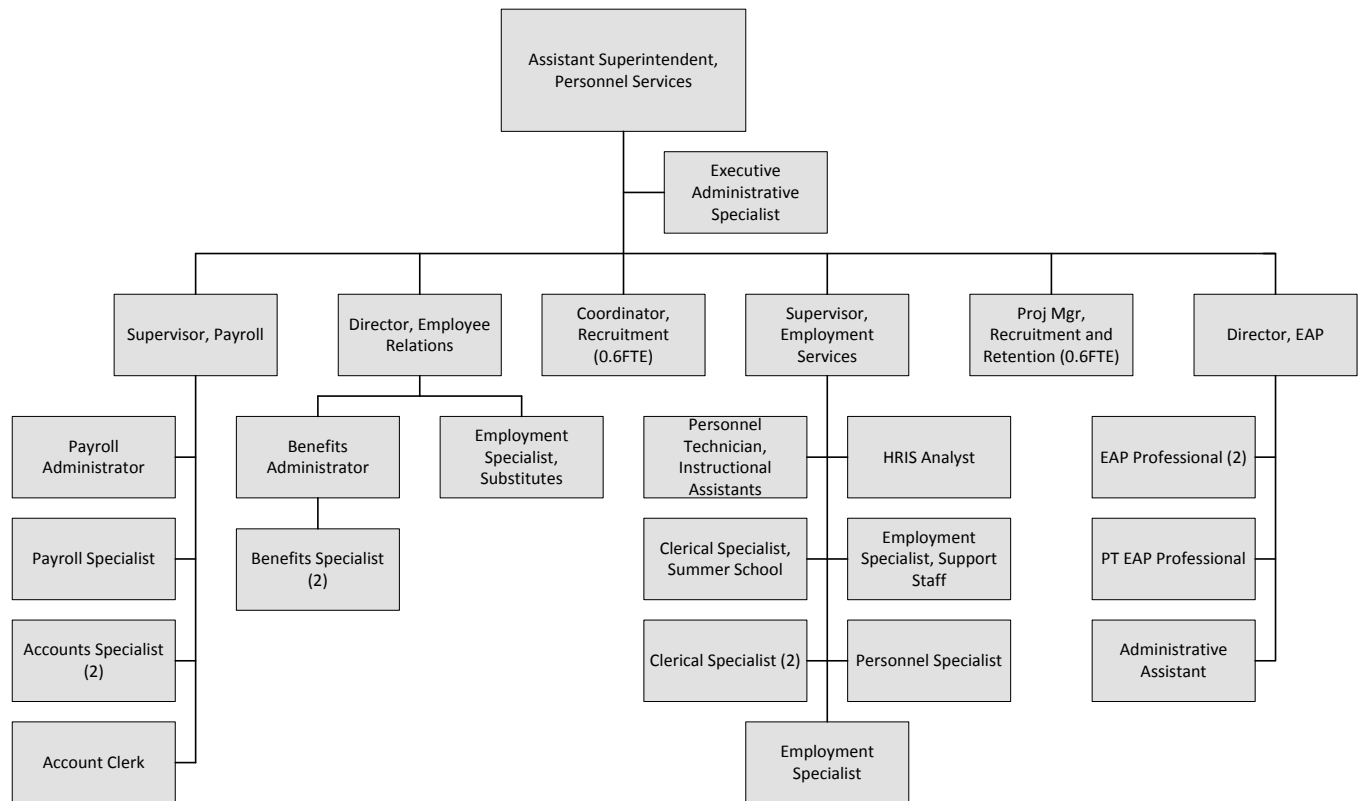 Assistant Superintendent,
Personnel Services
Executive
Administrative
Specialist
Supervisor, Payroll
Director, Employee
Relations
Coordinator,
Recruitment
(0.6FTE)
Supervisor,
Employment
Services
Proj Mgr,
Recruitment and
Retention (0.6FTE)
Director, EAP
Payroll
Administrator
Benefits
Administrator
Employment
Specialist,
Substitutes
Personnel
Technician,
Instructional
Assistants
HRIS Analyst
EAP Professional (2)
Payroll Specialist
Benefits Specialist
(2)
Clerical Specialist,
Summer School
Employment
Specialist, Support
Staff
PT EAP Professional
Accounts Specialist
(2)
Clerical Specialist (2)
Personnel Specialist
Administrative
Assistant
Account Clerk
Employment
Specialist